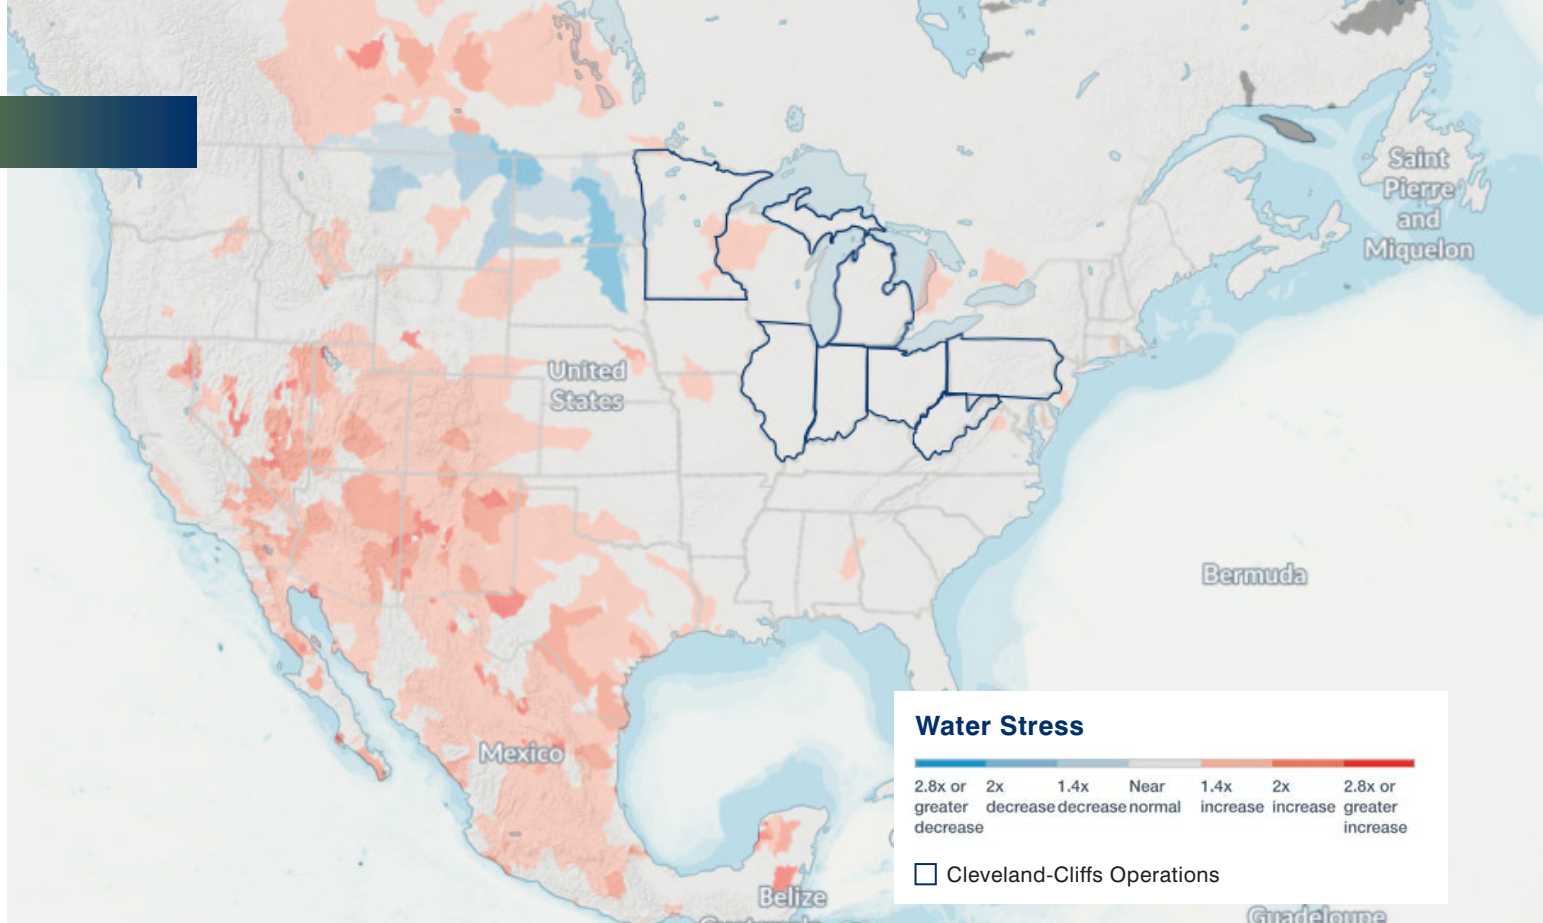 Saint
Pierre
and
Miquelon
United
States
Bermuda
Mexico
Belize
Guadeloupe
Water Stress
2.8x or
greater
decrease
2x
decrease
1.4x
decrease
Near
normal
1.4x
increase
2x
increase
2.8x or
greater
increase
Cleveland-Cliffs Operations